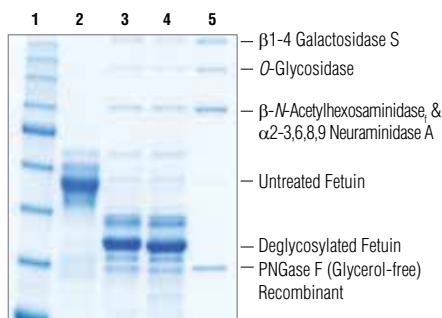 1 2 3 4 5
β1-4 Galactosidase S
O-Glycosidase
β-N-Acetylhexosaminidasef &
α2-3,6,8,9 Neuraminidase A
Untreated Fetuin
Deglycosylated Fetuin
PNGase F (Glycerol-free)
Recombinant